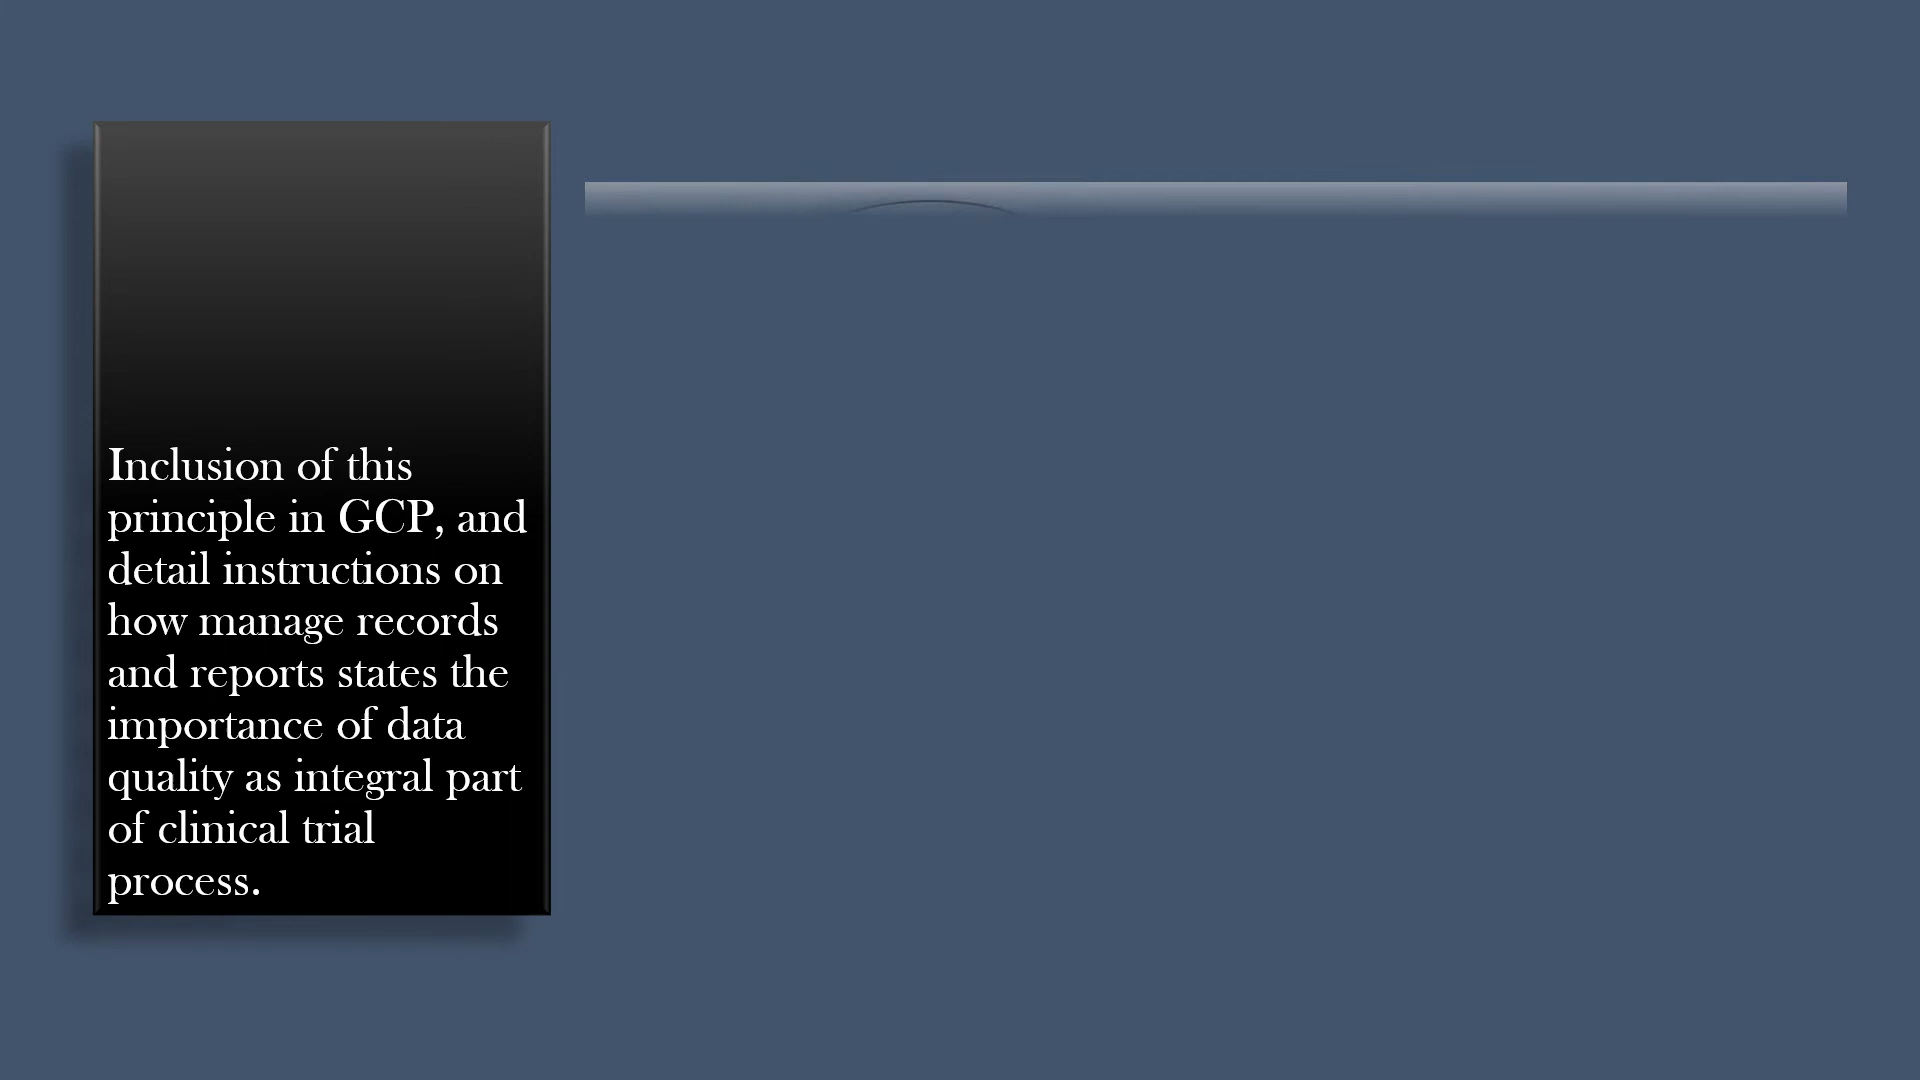 Inclusion of this
principle in GCP, and
detail instructions on
how manage records
and reports states the
importance of data
quality as integral part
of clinical trial
process.